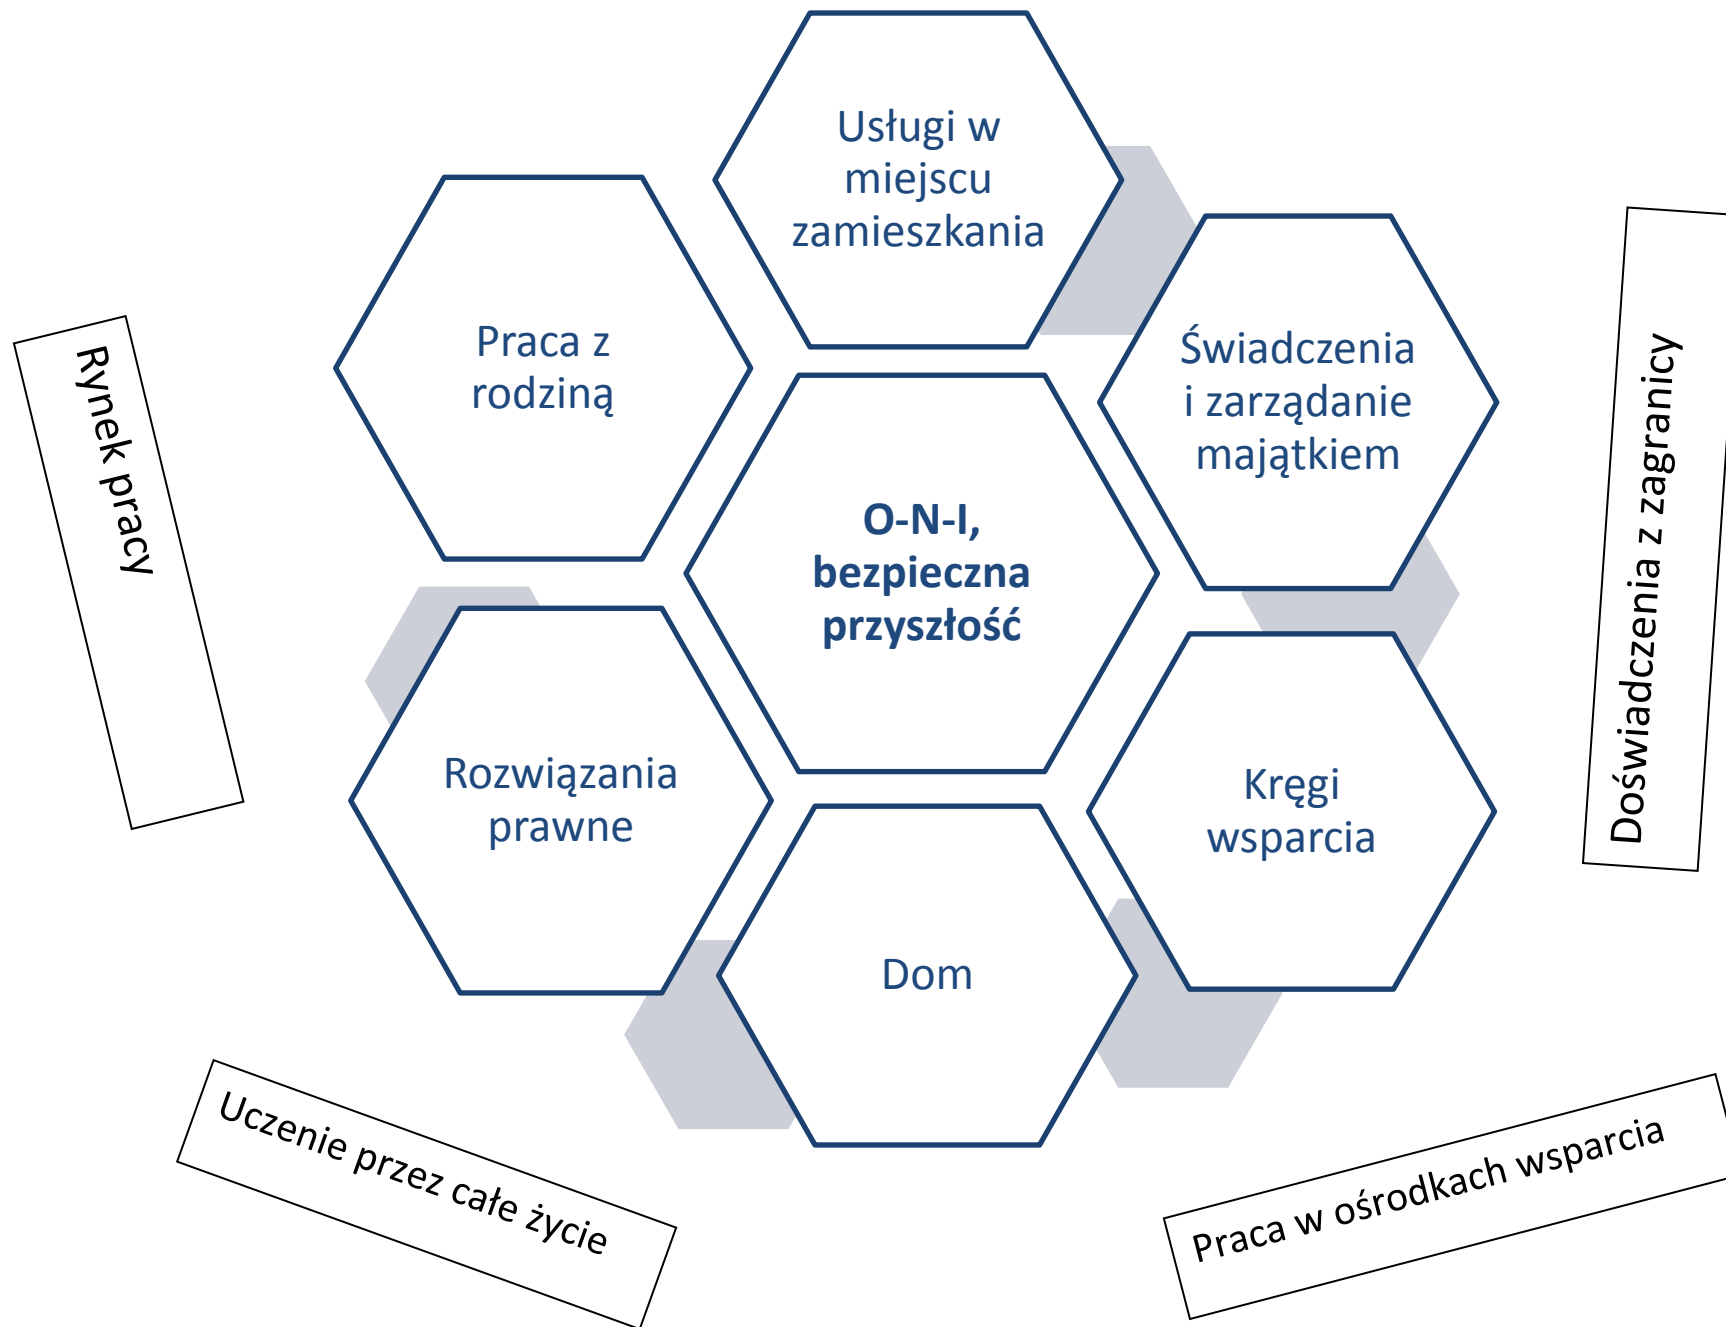 Usługi w
miejscu
zamieszkania
Praca z
rodziną
Świadczenia
i zarządanie
majątkiem
O-N-I,
bezpieczna
przyszłość
Rozwiązania
prawne
Kręgi
wsparcia
Dom
Rynek pracy
Doświadczenia z zagranicy
Uczenie przez całe życie
Praca w ośrodkach wsparcia